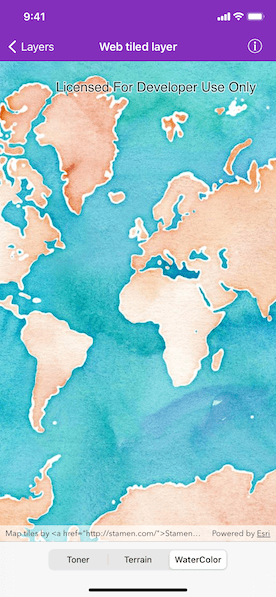 9:41
Layers
Web tiled layer
Licensed For Developer Use Only
Map tiles by <a href="http://stamen.com/">Stamen...
Powered by Esri
Toner
Terrain
WaterColor